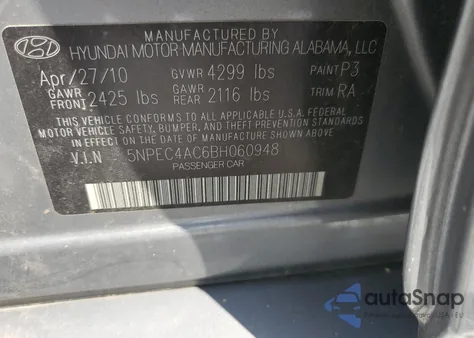 MANUFACTURED BY
HYUNDAI MOTOR MANUFACTURING ALABAMA, LLC
Apr/27/10 GVWR 4299 lbs PAINT P3
GAWR FRONT 2425 lbs GAWR REAR 2116 lbs TRIM RA
THIS VEHICLE CONFORMS TO ALL APPLICABLE U.S.A. FEDERAL
MOTOR VEHICLE SAFETY, BUMPER, AND THEFT PREVENTION
STANDARDS IN EFFECT ON THE DATE OF MANUFACTURE SHOWN ABOVE.
V.I.N 5NPEC4AC6BH060948
PASSENGER CAR
autoSnap